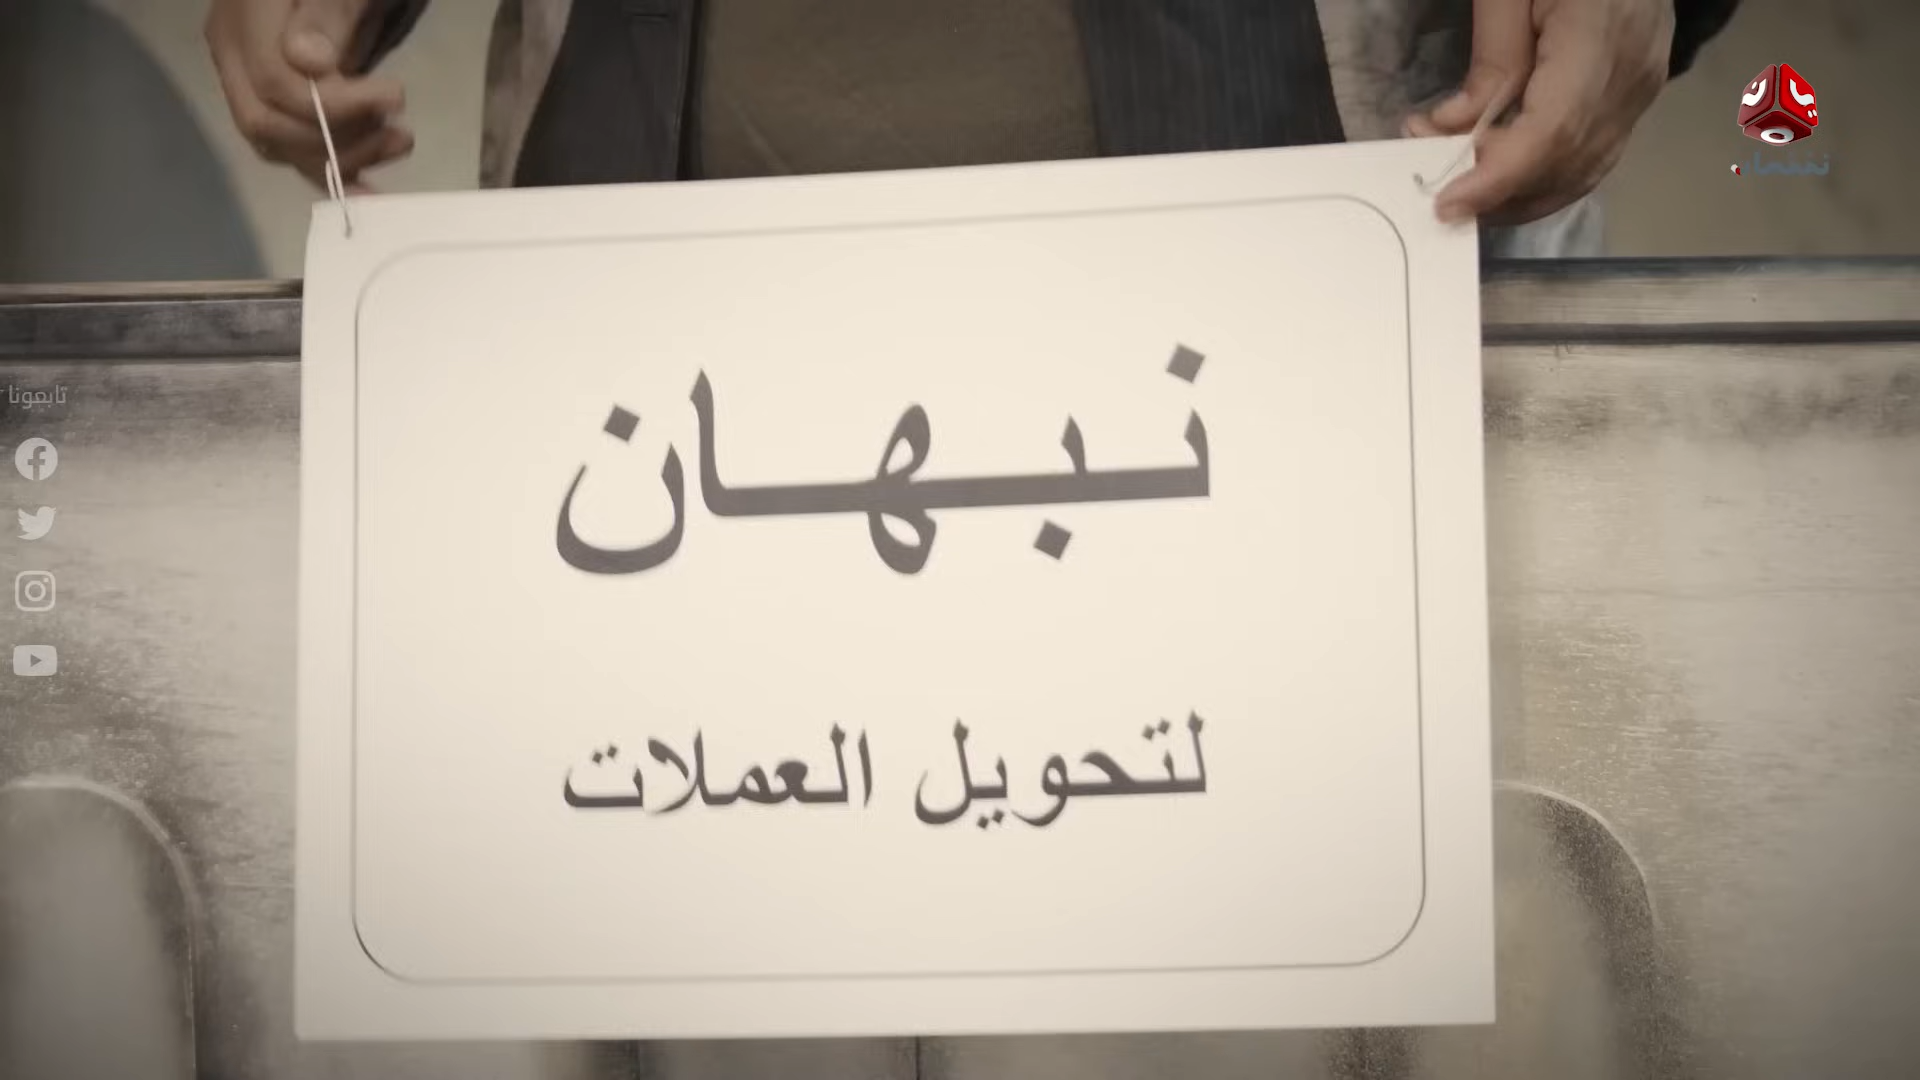 نبهان
لتحويل العملات
تابعونا